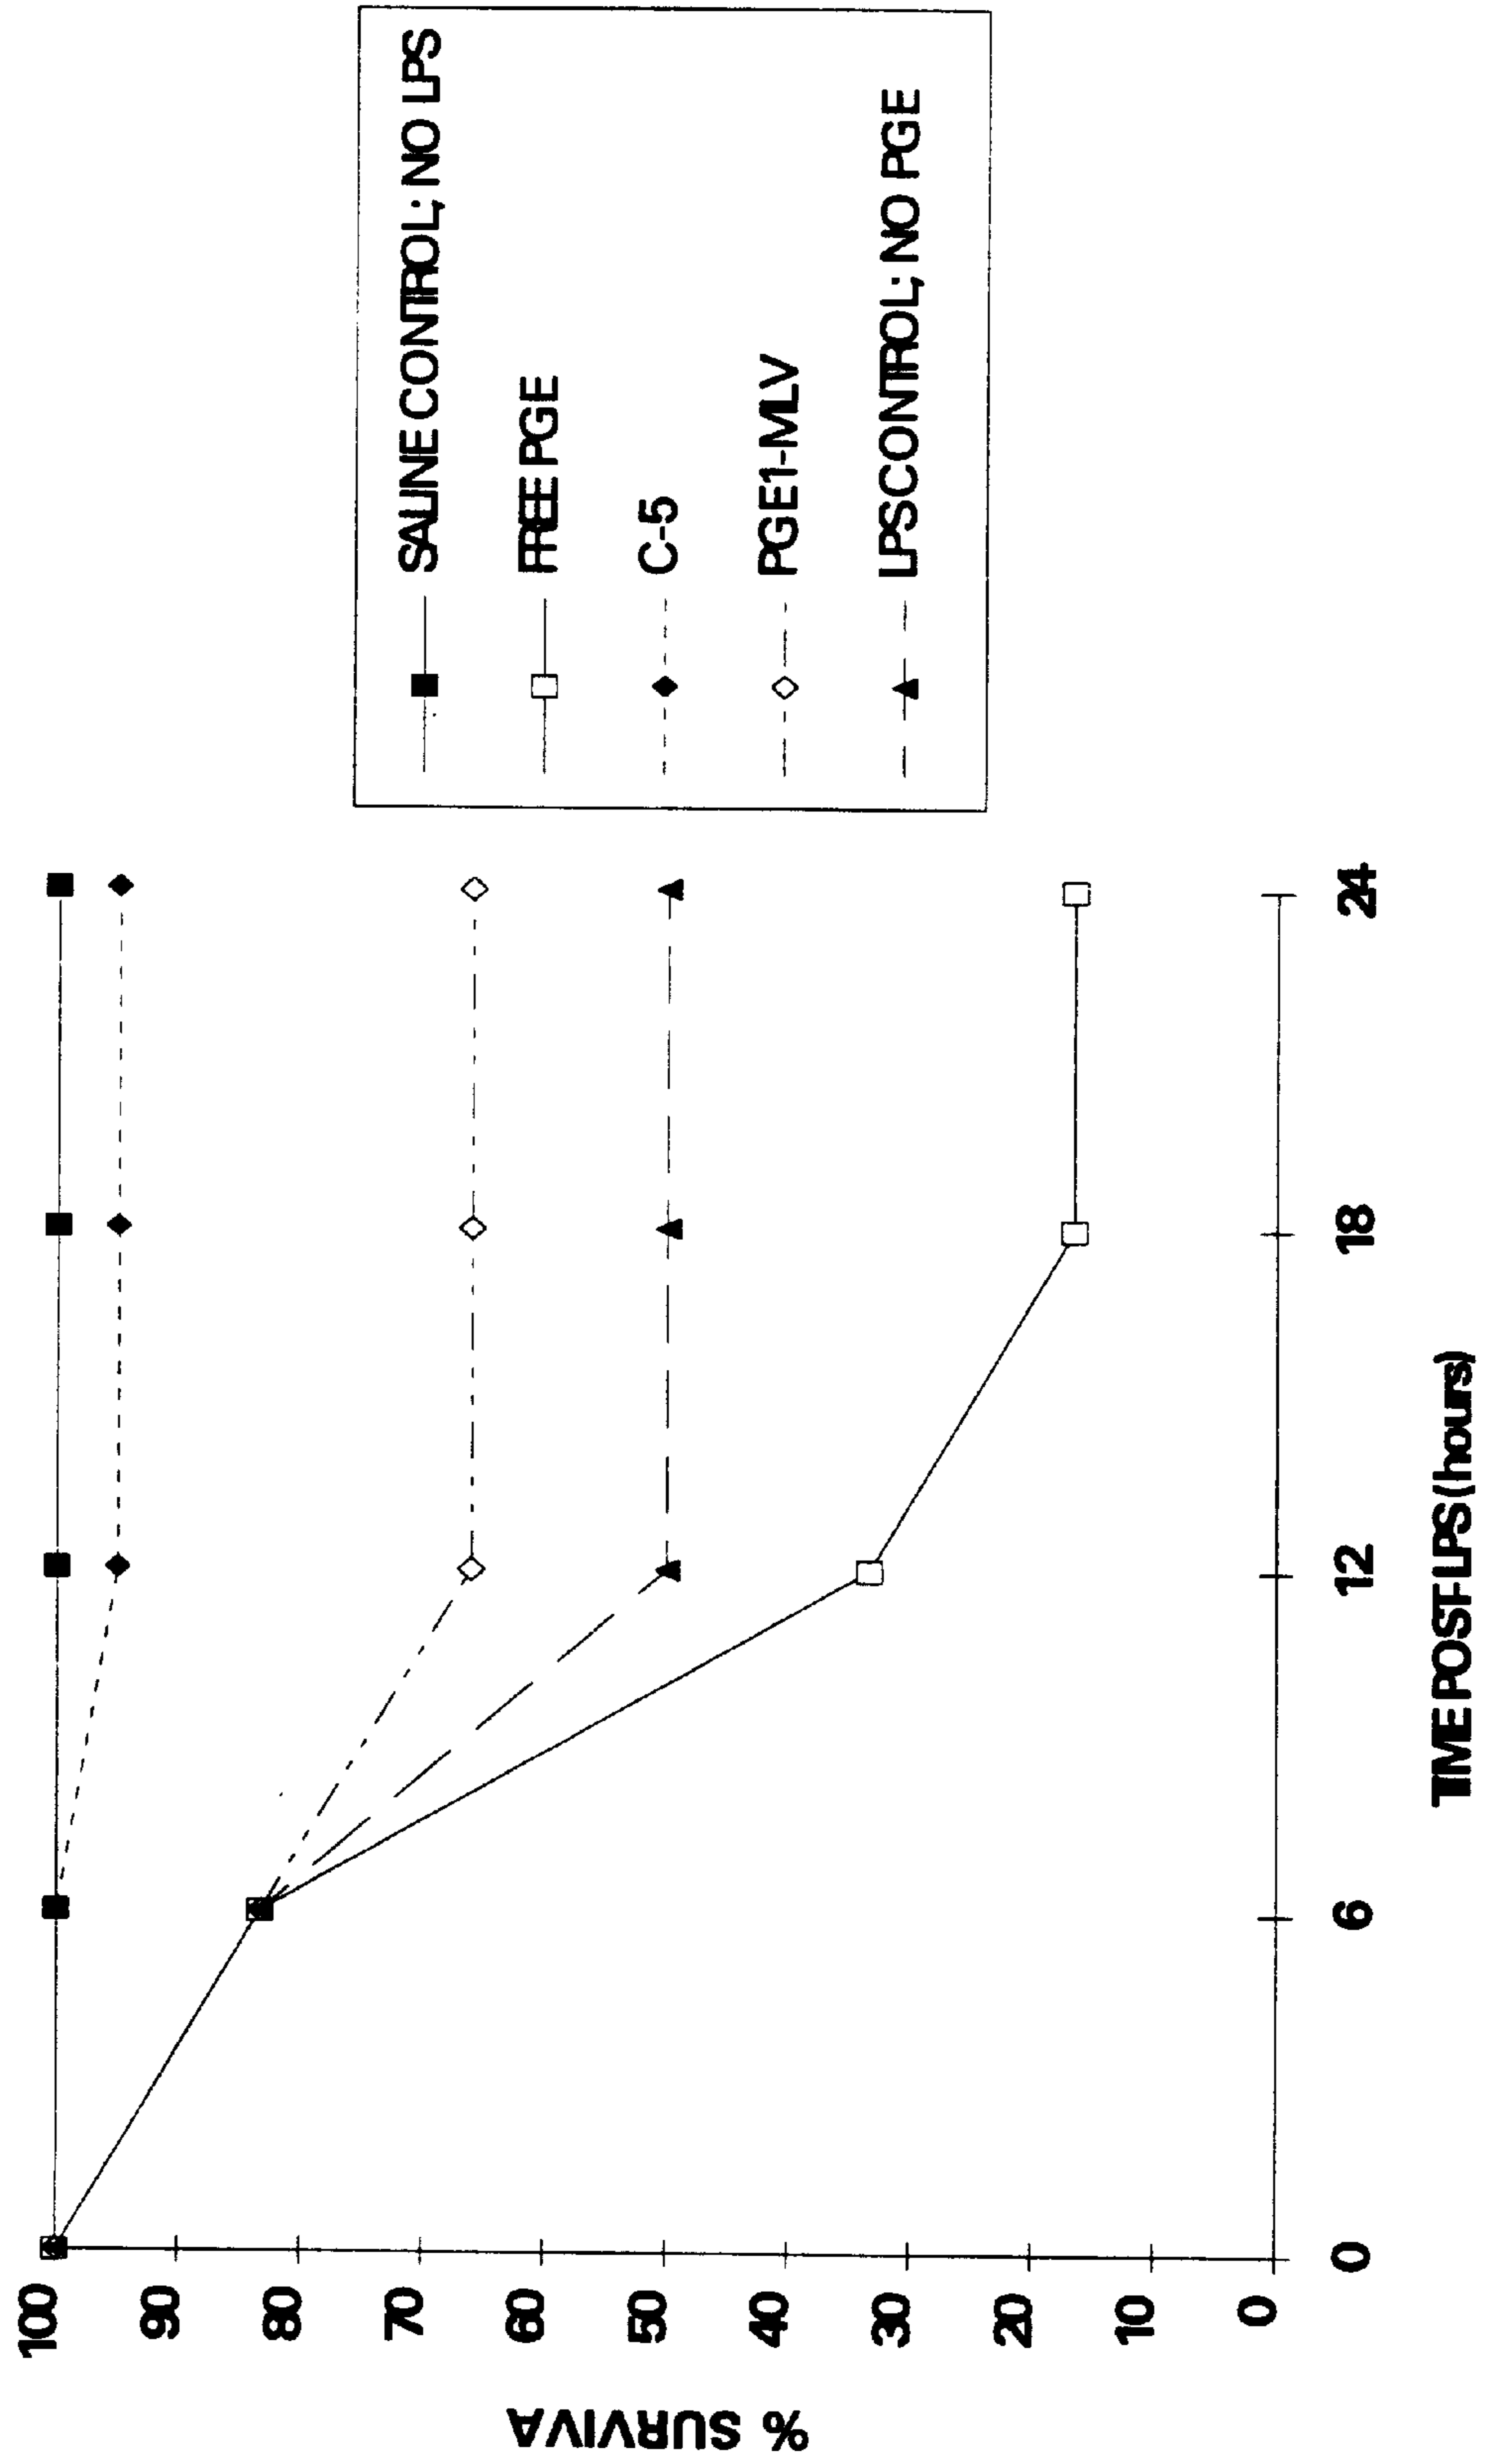 % SURVIVA
100
90
80
70
60
50
40
30
20
10
0
0
6
12
18
24
TIME POST-LPS (hours)
SALINE CONTROL; NO LPS
FREE PGE
C-5
PGE1-MLV
LPS CONTROL; NO PGE